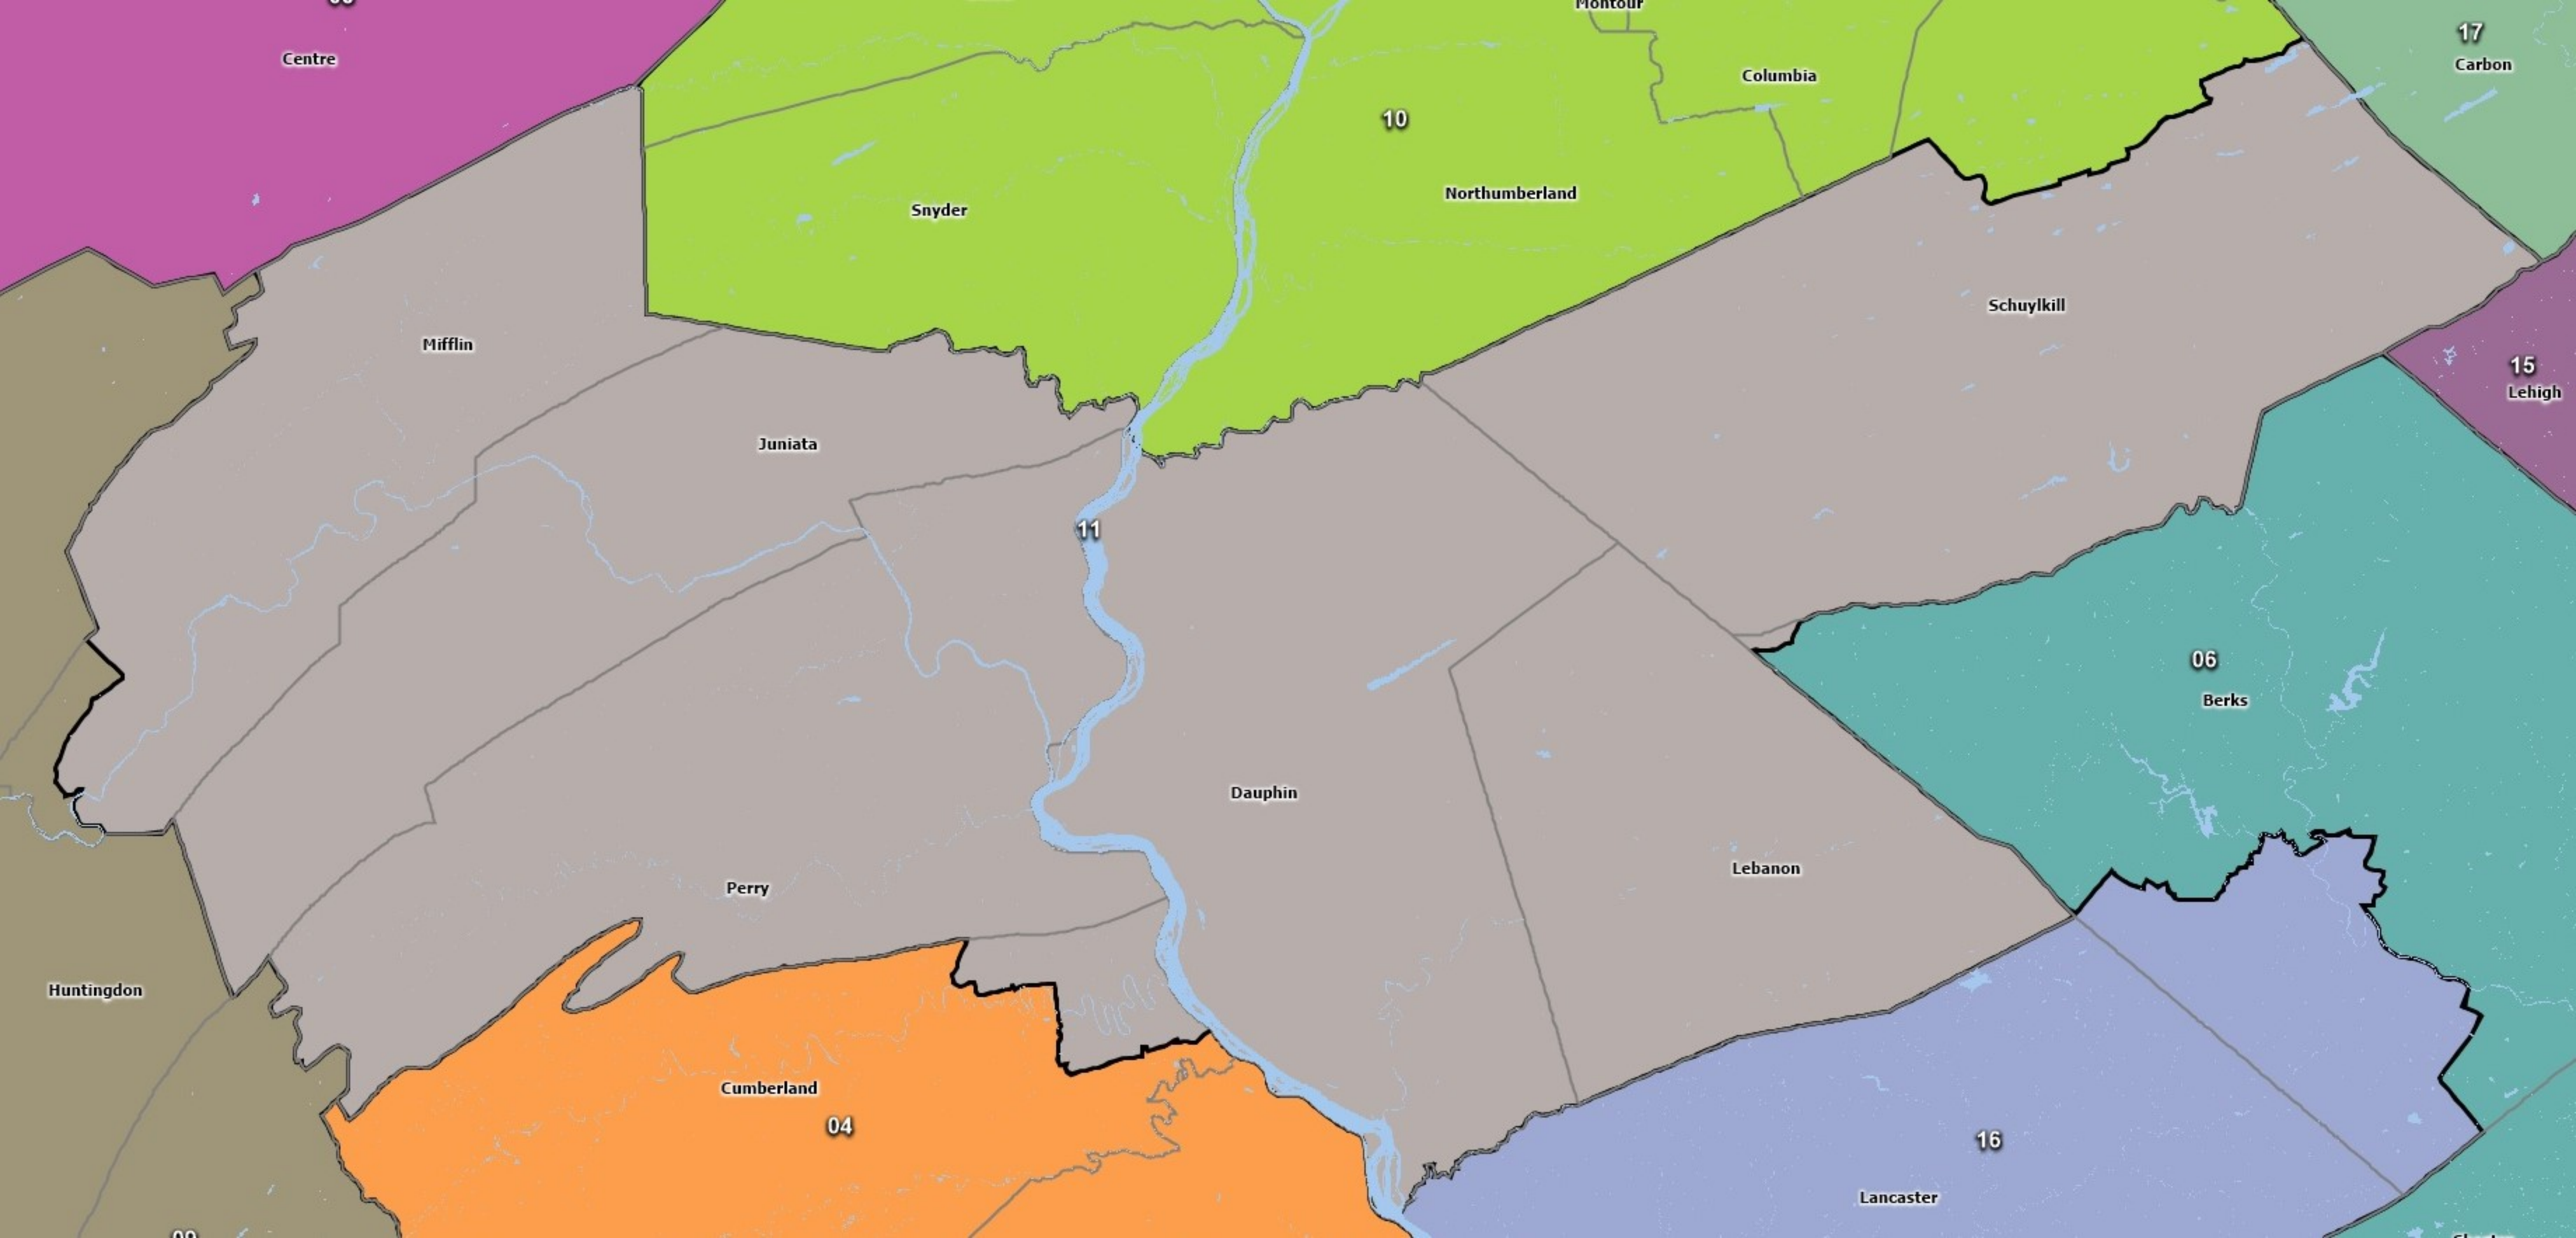 Montour
17
Centre
Carbon
Columbia
10
Northumberland
Snyder
Schuylkill
Mifflin
15
Lehigh
Juniata
11
06
Berks
Dauphin
Lebanon
Perry
Huntingdon
Cumberland
04
16
Lancaster